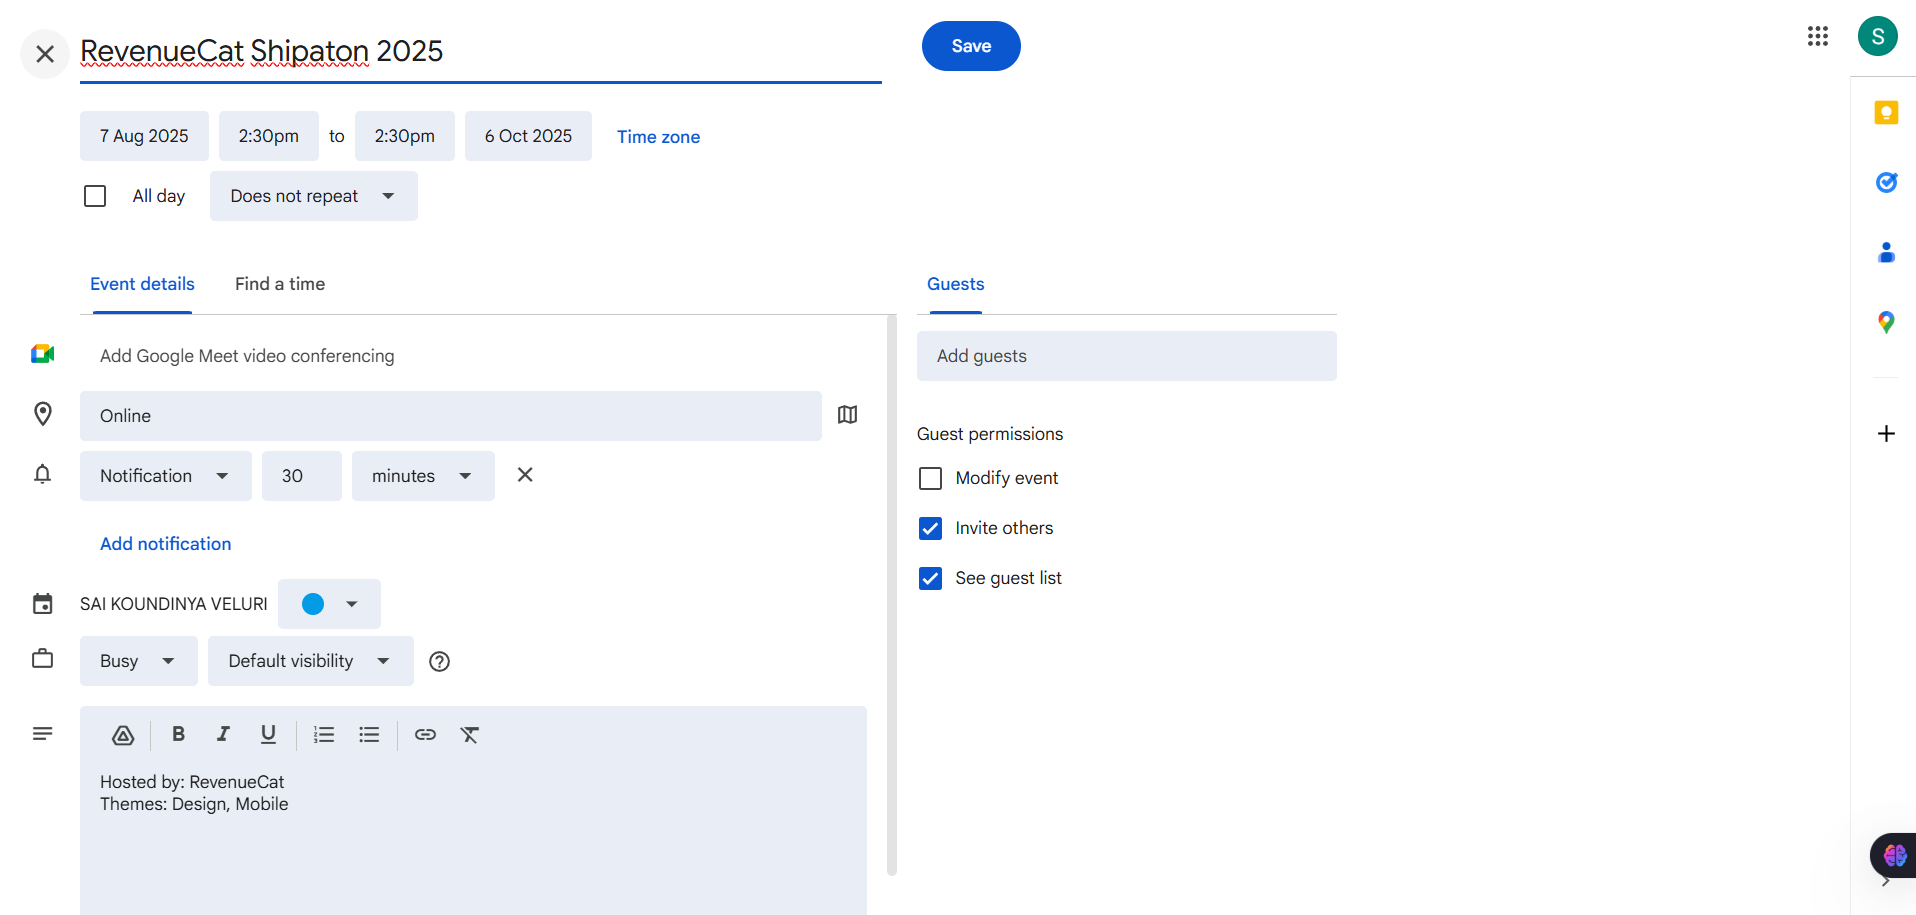 RevenueCat Shipaton 2025
Save
S
7 Aug 2025 2:30pm to 2:30pm 6 Oct 2025 Time zone
All day Does not repeat
Event details Find a time
Guests
Add Google Meet video conferencing
Add guests
Online
Guest permissions
Notification 30 minutes
Modify event
Invite others
Add notification
See guest list
SAI KOUNDINYA VELURI
Busy Default visibility
B I U
Hosted by: RevenueCat
Themes: Design, Mobile